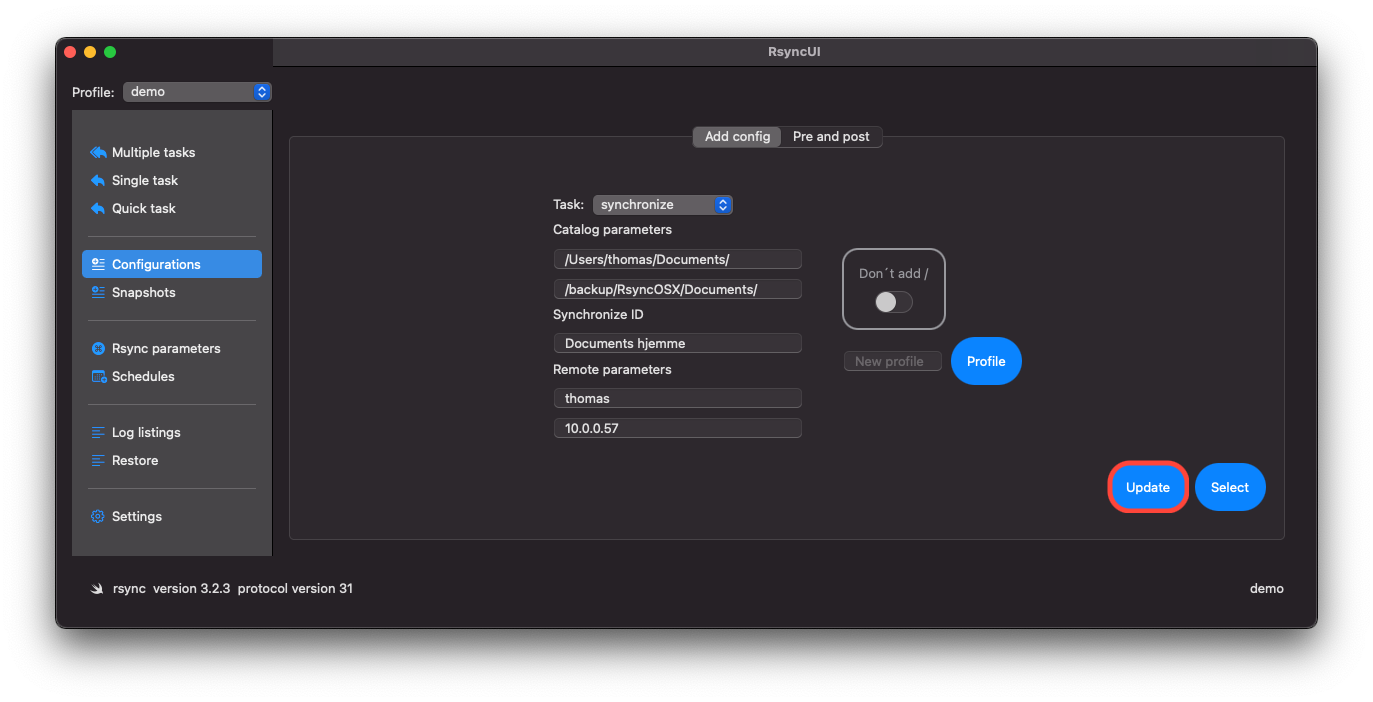 RsyncUI
Profile: demo
Multiple tasks
Single task
Quick task
Configurations
Snapshots
Rsync parameters
Schedules
Log listings
Restore
Settings
Add config Pre and post
Task: synchronize
Catalog parameters
/Users/thomas/Documents/
/backup/RsyncOSX/Documents/
Don´t add /
Synchronize ID
Documents hjemme
New profile Profile
Remote parameters
thomas
10.0.0.57
Update Select
rsync version 3.2.3 protocol version 31
demo